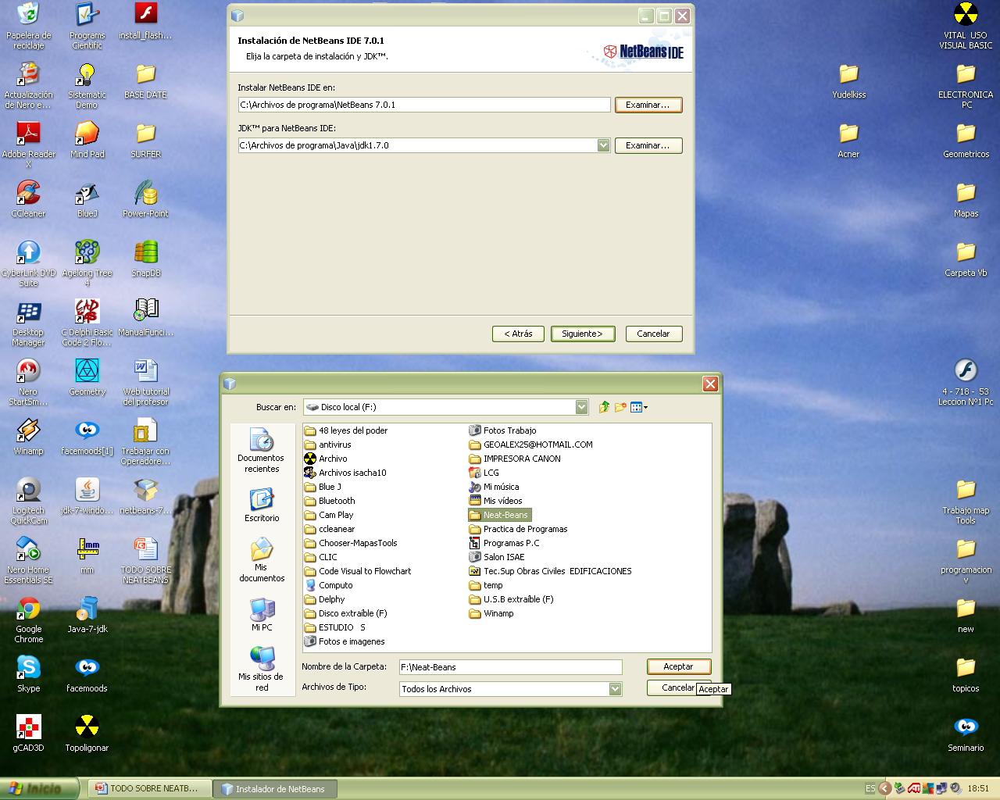 Papelera de
reciclaje
Programs
Cientific
install_flash...
Actualización
de Nero e...
Sistematic
Demo
BASE DATE
Adobe Reader
X
Mind Pad
SURFER
CCleaner
BlueJ
Power-Point
CyberLink DVD
Suite
Agelong Tree
4
SnapDB
Desktop
Manager
C Delphi Basic
Code 2 Flo...
ManualFunci...
Nero
StartSm...
Geometry
Web tutorial
del profesor
Winamp
facemoods[1]
Trabajar con
Operadore...
Logitech
QuickCam
jdk-7-windo...
netbeans-7...
Nero Home
Essentials SE
mm
TODO SOBRE
NEATBEANS
Google
Chrome
Java-7-jdk
Skype
facemoods
gCAD3D
Topoligonar
Instalación de NetBeans IDE 7.0.1
Elija la carpeta de instalación y JDK™.
NetBeans IDE
Instalar NetBeans IDE en:
C:\Archivos de programa\NetBeans 7.0.1
Examinar...
JDK™ para NetBeans IDE:
C:\Archivos de programa\Java\jdk1.7.0
Examinar...
< Atrás
Siguiente>
Cancelar
Buscar en:
Disco local (F:)
Documentos
recientes
Escritorio
Mis
documentos
Mi PC
Mis sitios de
red
48 leyes del poder
antivirus
Archivo
Archivos isacha10
Blue J
Bluetooth
Cam Play
ccleanear
Chooser-MapasTools
CLIC
Code Visual to Flowchart
Computo
Delphy
Disco extraíble (F)
ESTUDIO S
Fotos e imagenes
Fotos Trabajo
GEOALEX25@HOTMAIL.COM
IMPRESORA CANON
LCG
Mi música
Mis vídeos
Neat-Beans
Practica de Programas
Programas P.C
Salon ISAE
Tec.Sup Obras Civiles EDIFICACIONES
temp
U.S.B extraíble (F)
Winamp
Nombre de la Carpeta:
F:\Neat-Beans
Aceptar
Archivos de Tipo:
Todos los Archivos
Cancelar
Aceptar
VITAL USO
VISUAL BASIC
Yudelkiss
ELECTRONICA
PC
Acner
Geometricos
Mapas
Carpeta Vb
4 - 718 - 53
Leccion Nº1 Pc
Trabajo map
Tools
programacion
y
new
topicos
Seminario
Inicio
TODO SOBRE NEATB...
Instalador de NetBeans
ES
18:51